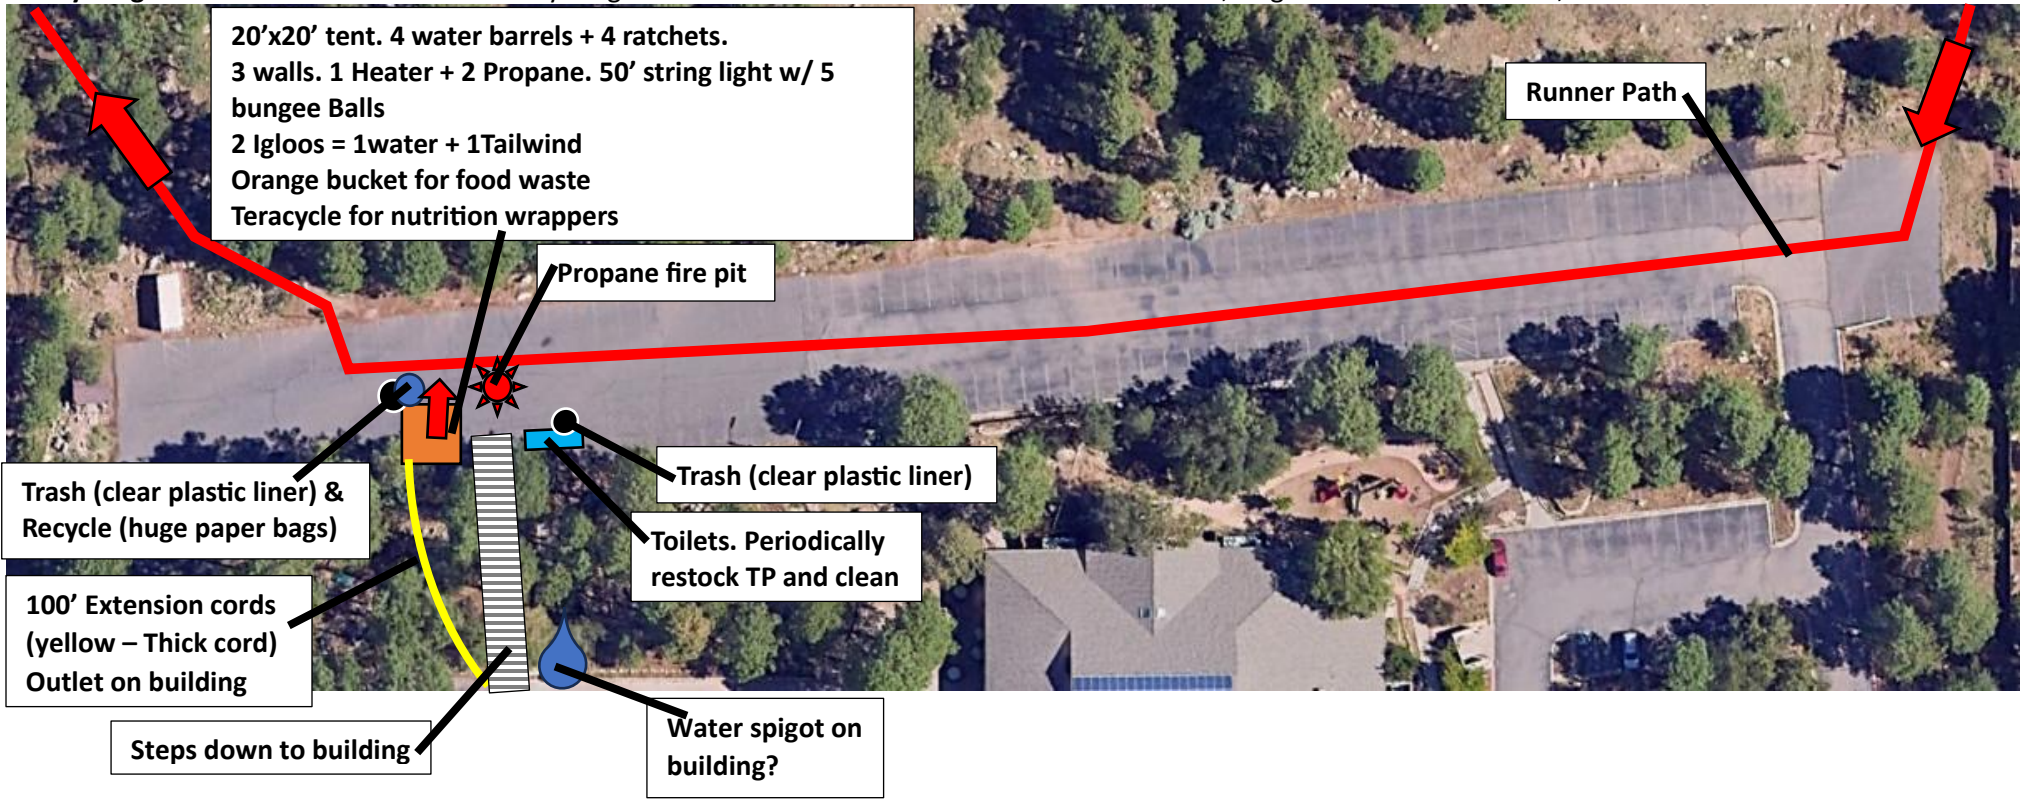 20’x20’ tent. 4 water barrels + 4 ratchets.
3 walls. 1 Heater + 2 Propane. 50’ string light w/ 5
bungee Balls
2 Igloos = 1water + 1Tailwind
Orange bucket for food waste
Teracycle for nutrition wrappers
Runner Path
Propane fire pit
Trash (clear plastic liner) &
Recycle (huge paper bags)
Trash (clear plastic liner)
Toilets. Periodically
restock TP and clean
100’ Extension cords
(yellow – Thick cord)
Outlet on building
Steps down to building
Water spigot on
building?